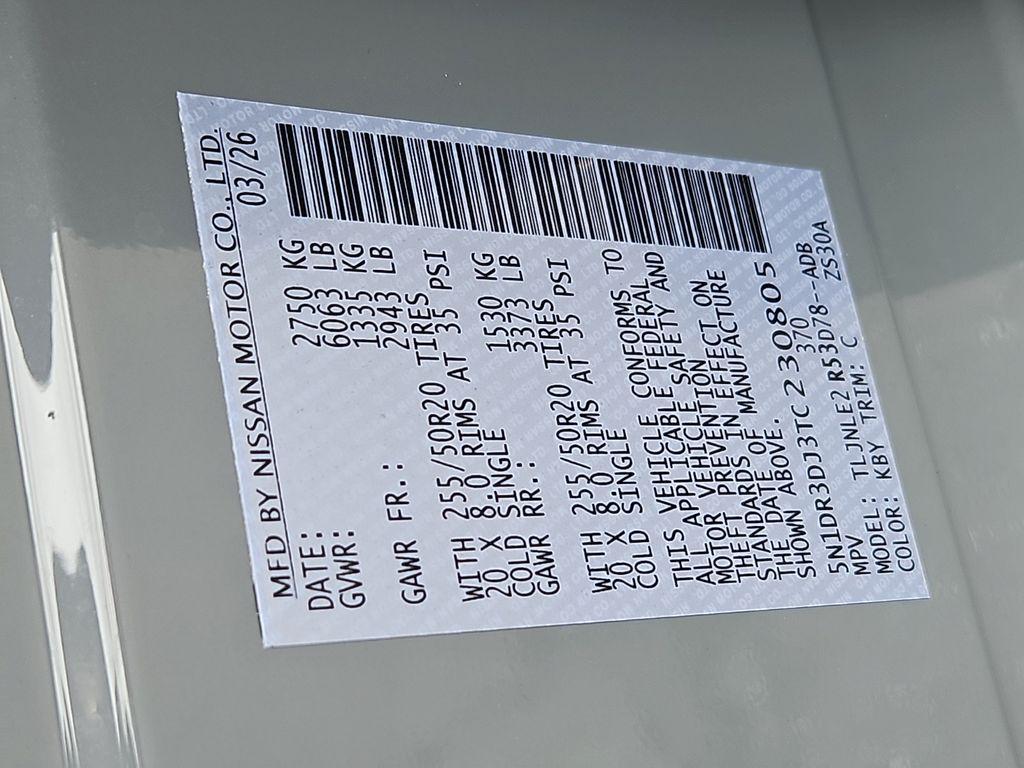 MFD BY NISSAN MOTOR CO., LTD.
DATE: 03/26
GVWR: 2750 KG
6063 LB
GAWR FR.: 1335 KG
2943 LB
WITH 255/50R20 TIRES
20 X 8.0 RIMS AT 35 PSI
COLD SINGLE
GAWR RR.: 1530 KG
3373 LB
WITH 255/50R20 TIRES
20 X 8.0 RIMS AT 35 PSI
COLD SINGLE
THIS VEHICLE CONFORMS TO
ALL APPLICABLE FEDERAL
MOTOR VEHICLE SAFETY AND
THEFT PREVENTION
STANDARDS IN EFFECT ON
THE DATE OF MANUFACTURE
SHOWN ABOVE.
5N1DR3DJ3TC230805
MPV: 370
MODEL: TLJNLE2 R53D78--ADB
COLOR: KBY TRIM: C ZS30A